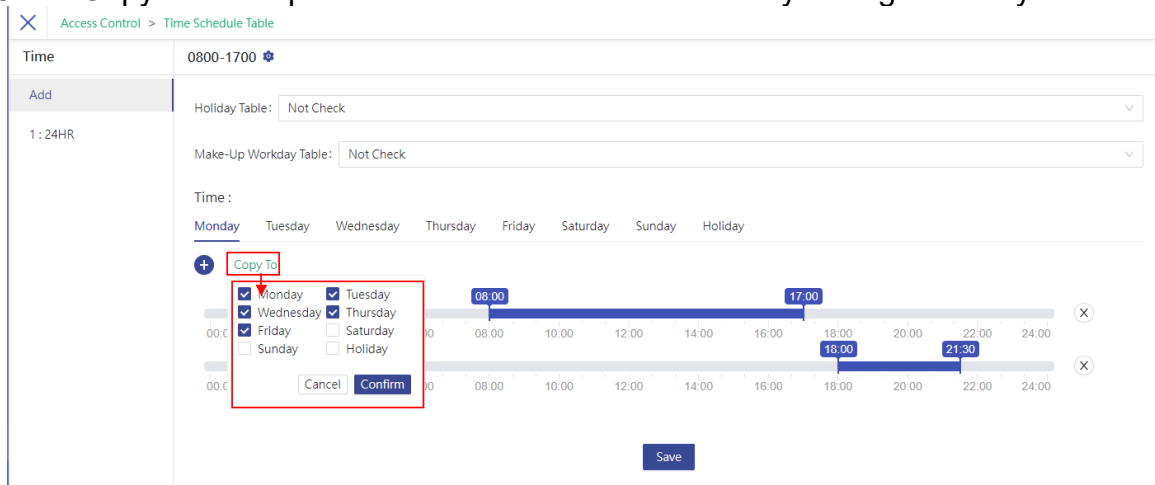 Access Control > Time Schedule Table
Time
0800-1700
Add
1 : 24HR
Holiday Table : Not Check
Make-Up Workday Table : Not Check
Time :
Monday Tuesday Wednesday Thursday Friday Saturday Sunday Holiday
Copy To
Monday Tuesday
Wednesday Thursday
Friday Saturday
Sunday Holiday
Cancel Confirm
08:00 17:00
X
08:00 10:00 12:00 14:00 16:00 18:00 20:00 22:00 24:00
18:00 21:30
X
08:00 10:00 12:00 14:00 16:00 18:00 20:00 22:00 24:00
Save